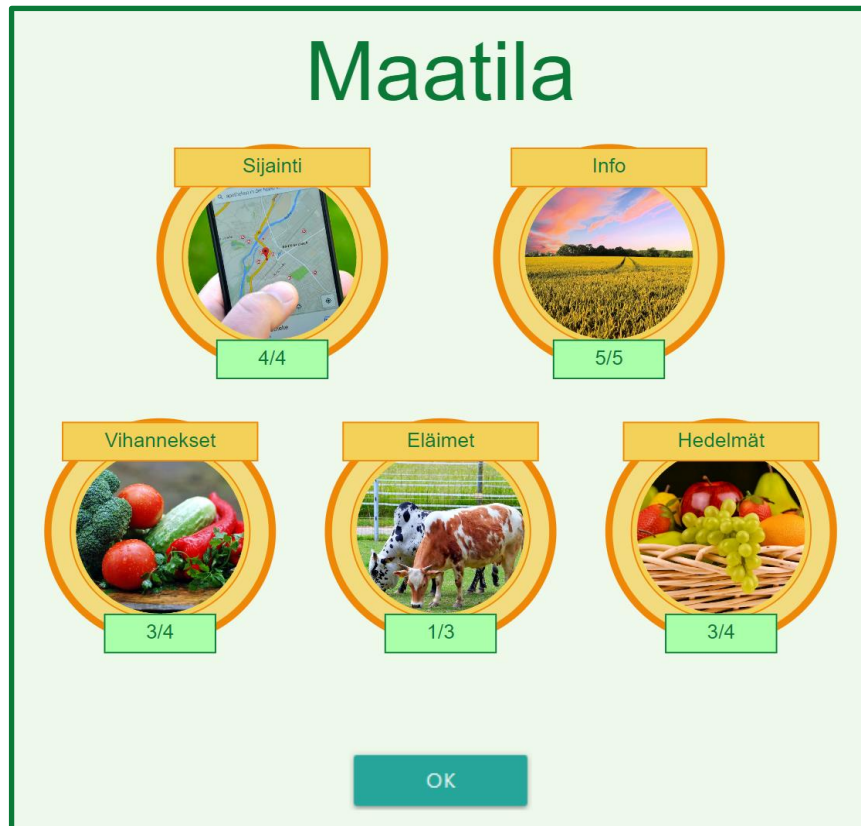 Maatila
Sijainti
Info
4/4
5/5
Vihannekset
Eläimet
Hedelmät
3/4
1/3
3/4
OK